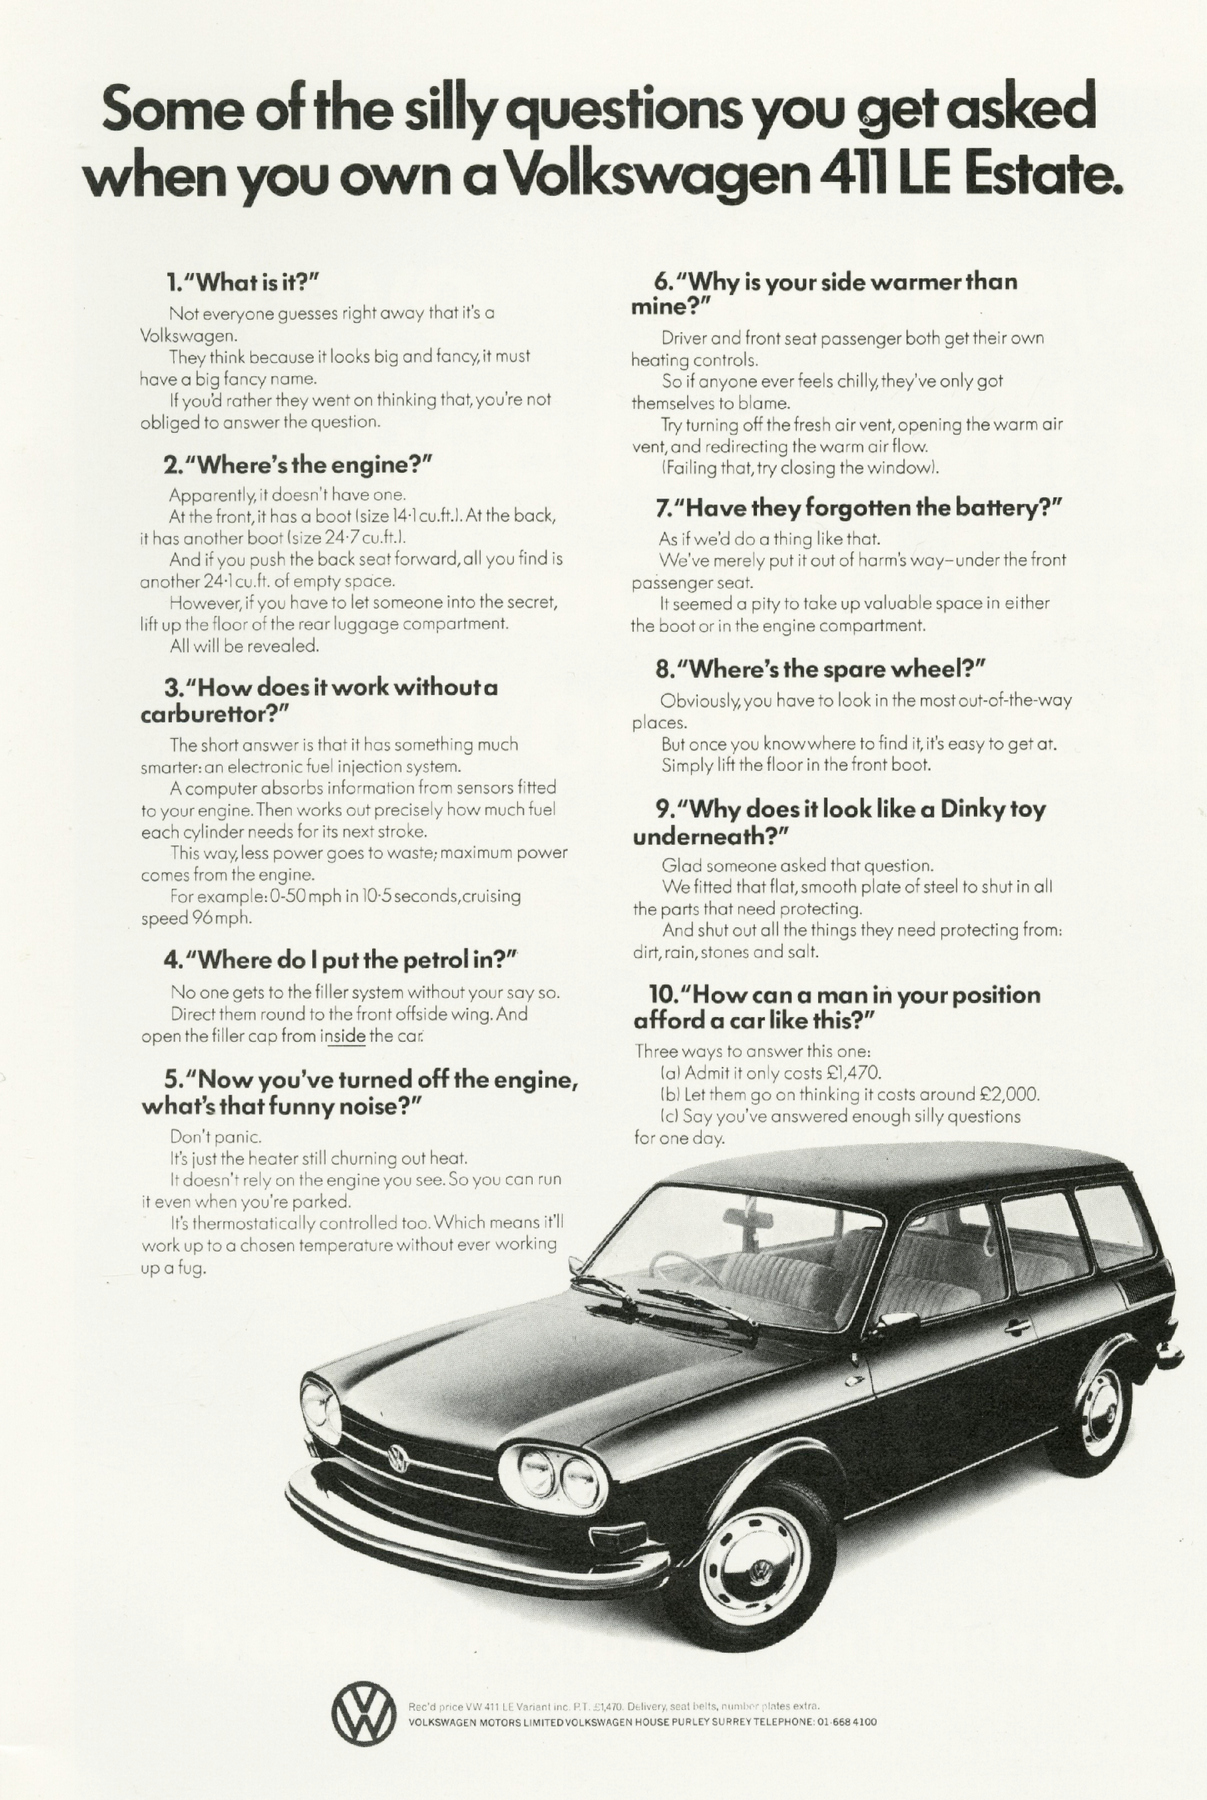 Some of the silly questions you get asked
when you own a Volkswagen 411 LE Estate.
1. “What is it?”
Not everyone guesses right away that it's a
Volkswagen.
They think because it looks big and fancy, it must
have a big fancy name.
If you'd rather they went on thinking that, you're not
obliged to answer the question.
2. “Where's the engine?”
Apparently, it doesn't have one.
At the front, it has a boot (size 14·1 cu.ft.). At the back,
it has another boot (size 24·7 cu.ft.).
And if you push the back seat forward, all you find is
another 24·1 cu.ft. of empty space.
However, if you have to let someone into the secret,
lift up the floor of the rear luggage compartment.
All will be revealed.
3. “How does it work without a
carburettor?”
The short answer is that it has something much
smarter: an electronic fuel injection system.
A computer absorbs information from sensors fitted
to your engine. Then works out precisely how much fuel
each cylinder needs for its next stroke.
This way, less power goes to waste; maximum power
comes from the engine.
For example: 0-50 mph in 10·5 seconds, cruising
speed 96 mph.
4. “Where do I put the petrol in?”
No one gets to the filler system without your say so.
Direct them round to the front offside wing. And
open the filler cap from inside the car.
5. “Now you've turned off the engine,
what's that funny noise?”
Don't panic.
It's just the heater still churning out heat.
It doesn't rely on the engine you see. So you can run
it even when you're parked.
It's thermostatically controlled too. Which means it'll
work up to a chosen temperature without ever working
up a fug.
6. “Why is your side warmer than
mine?”
Driver and front seat passenger both get their own
heating controls.
So if anyone ever feels chilly, they've only got
themselves to blame.
Try turning off the fresh air vent, opening the warm air
vent, and redirecting the warm air flow.
(Failing that, try closing the window).
7. “Have they forgotten the battery?”
As if we'd do a thing like that.
We've merely put it out of harm's way–under the front
passenger seat.
It seemed a pity to take up valuable space in either
the boot or in the engine compartment.
8. “Where's the spare wheel?”
Obviously, you have to look in the most out-of-the-way
places.
But once you know where to find it, it's easy to get at.
Simply lift the floor in the front boot.
9. “Why does it look like a Dinky toy
underneath?”
Glad someone asked that question.
We fitted that flat, smooth plate of steel to shut in all
the parts that need protecting.
And shut out all the things they need protecting from:
dirt, rain, stones and salt.
10. “How can a man in your position
afford a car like this?”
Three ways to answer this one:
(a) Admit it only costs £1,470.
(b) Let them go on thinking it costs around £2,000.
(c) Say you've answered enough silly questions
for one day.
Rec'd price VW 411 LE Variant inc. P.T. £1,470. Delivery, seat belts, number plates extra.
VOLKSWAGEN MOTORS LIMITED VOLKSWAGEN HOUSE PURLEY SURREY TELEPHONE: 01-668 4100